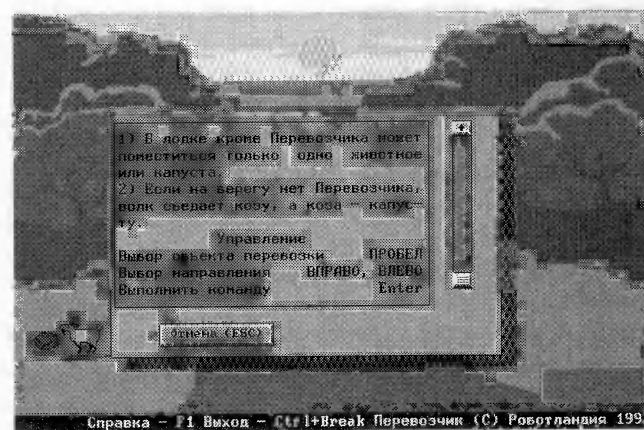 1) В лодке кроме Перевозчика может
поместиться только одно животное
или капуста.
2) Если на берегу нет Перевозчика,
волк съедает козу, а коза - капус-
ту.
Управление
Выбор объекта перевозки ПРОБЕЛ
Выбор направления ВПРАВО, ВЛЕВО
Выполнить команду Enter
Отмена (ESC)
Справка - F1 Выход - Ctrl+Break Перевозчик (C) Роботландия 199